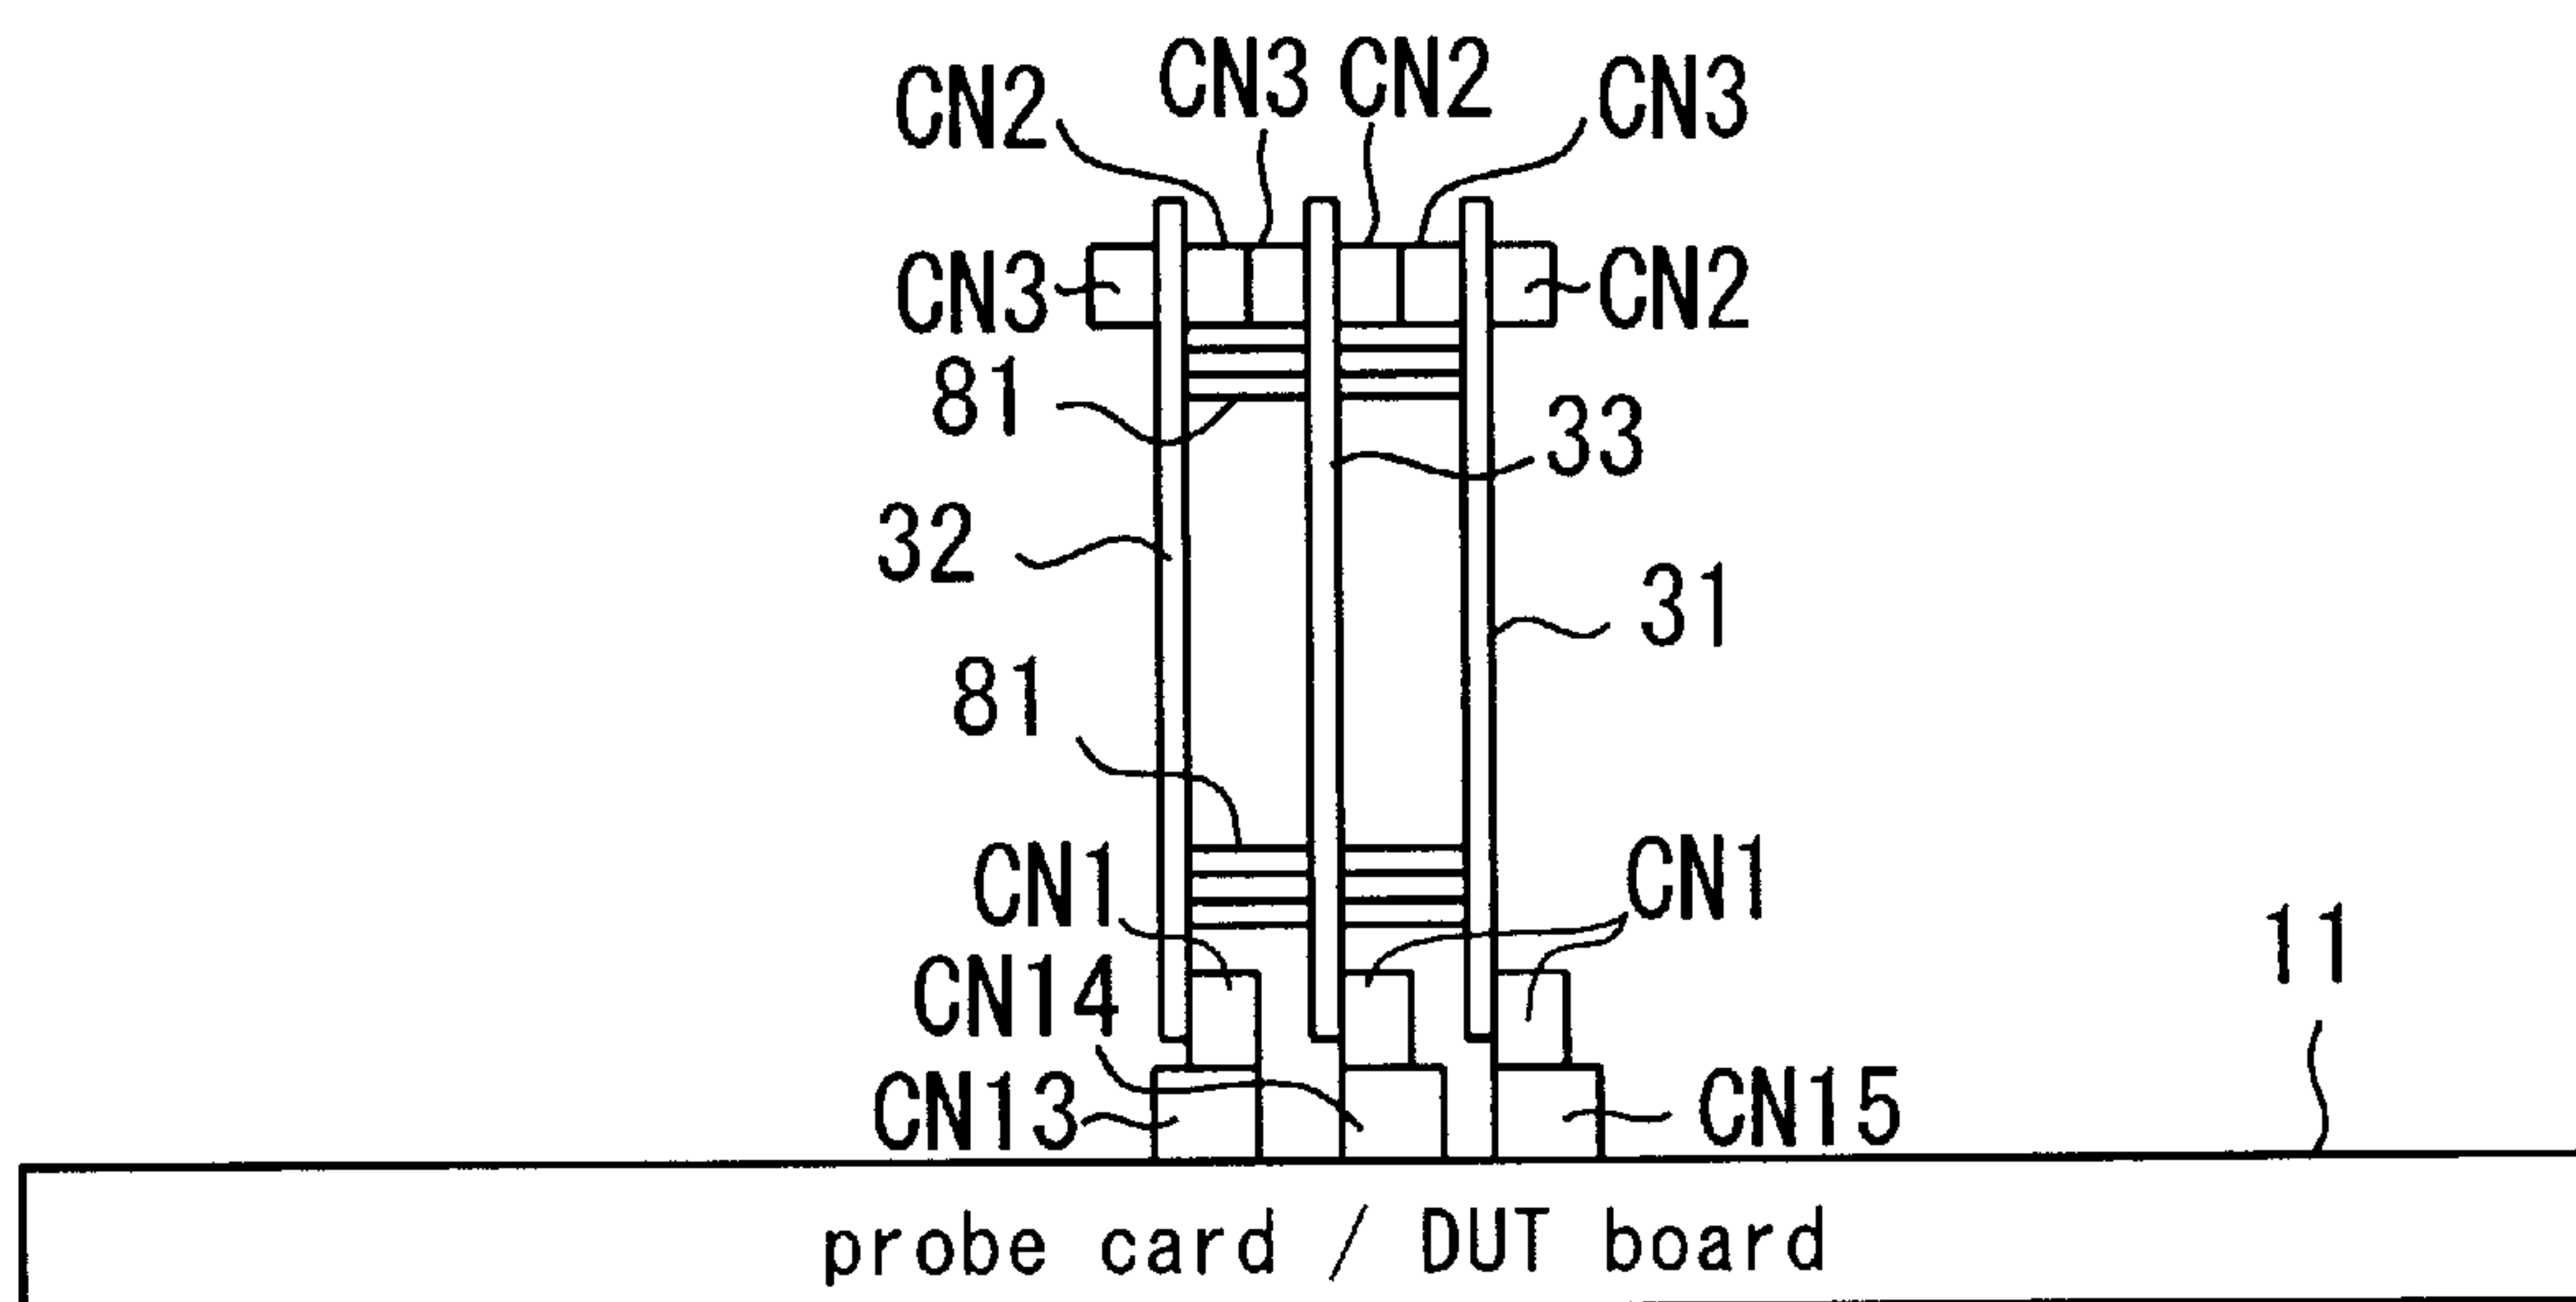 CN2 CN3 CN2 CN3
CN3 CN2
81 33
32
31
81
CN1 CN1
CN14 11
CN13 CN15
probe card / DUT board